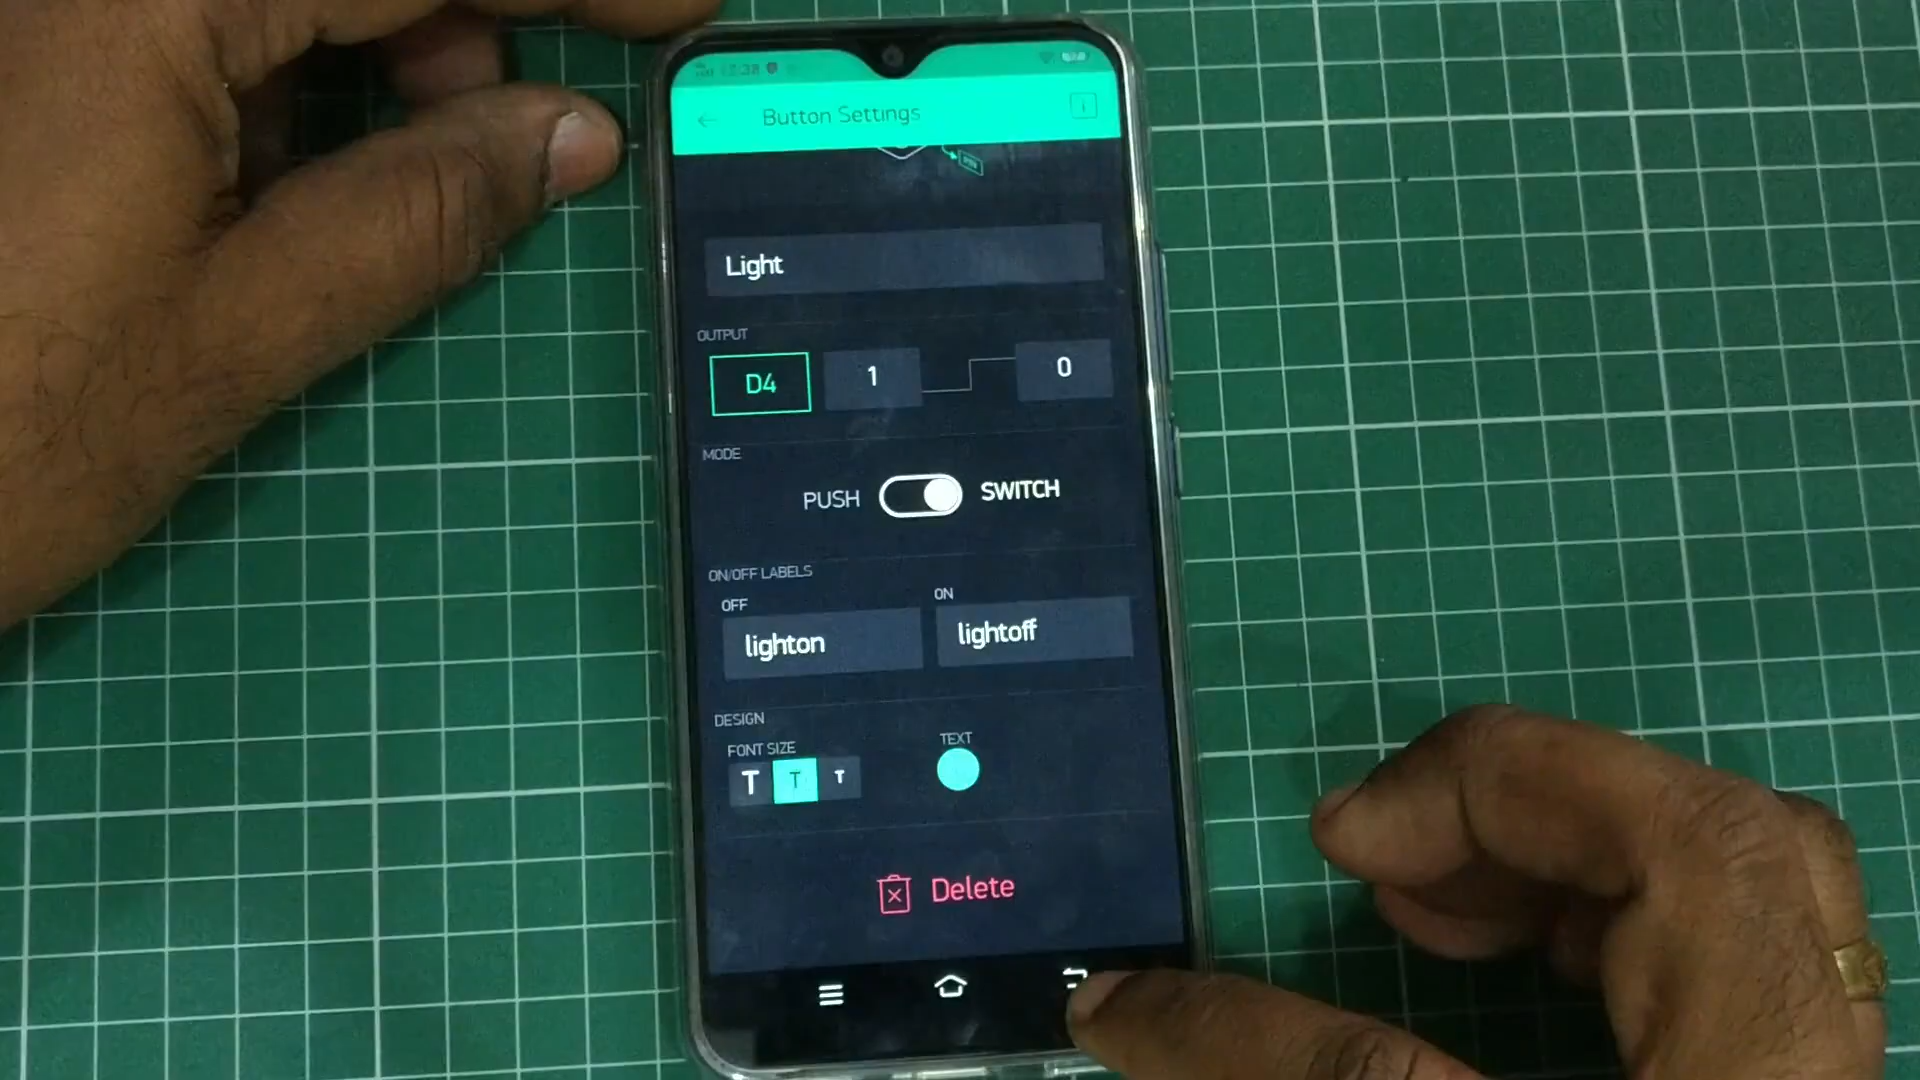 Button Settings
Light
OUTPUT
D4 1 0
MODE
PUSH SWITCH
ON/OFF LABELS
OFF ON
lighton lightoff
DESIGN
FONT SIZE TEXT
T T T
Delete